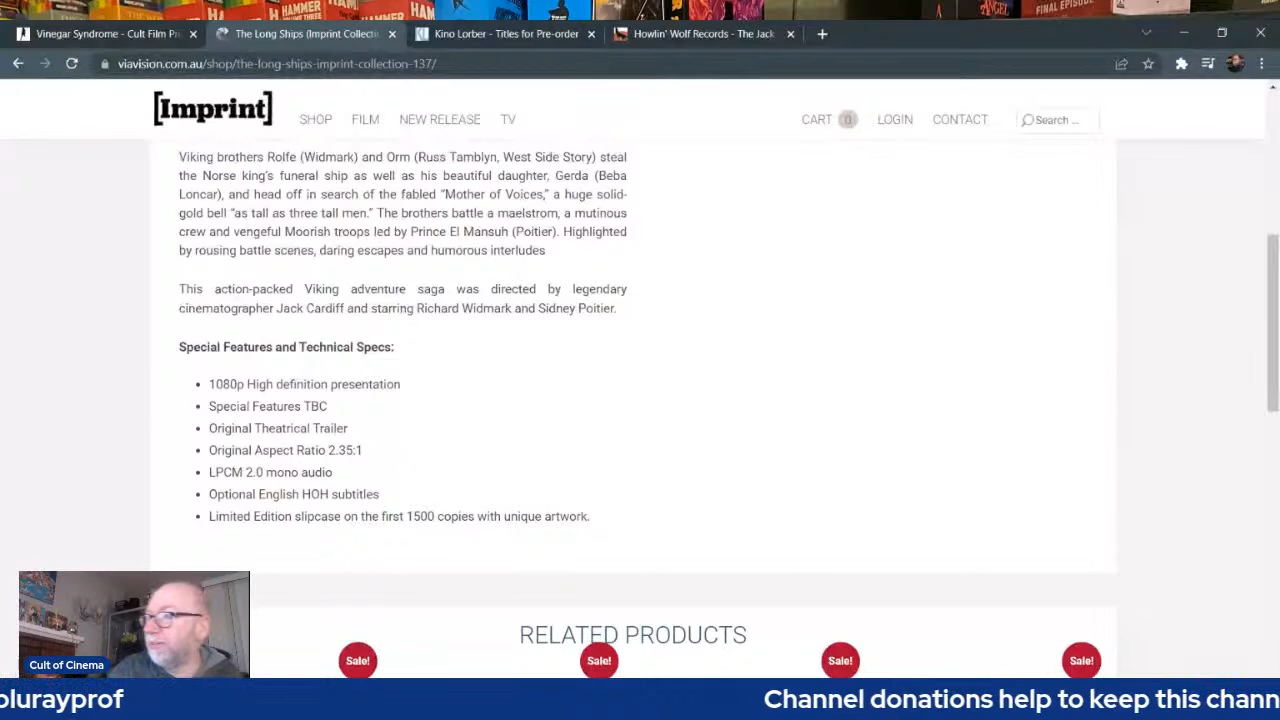 HAMMER
VOLUME THREE
HAMMER
ANGEL
FINAL EPISODE
Vinegar Syndrome - Cult Film Pr
The Long Ships (Imprint Collecti
Kino Lorber - Titles for Pre-order
Howlin' Wolf Records - The Jack
viavision.com.au/shop/the-long-ships-imprint-collection-137/
[Imprint]
SHOP
FILM
NEW RELEASE
TV
CART 0
LOGIN
CONTACT
Search ...
Viking brothers Rolfe (Widmark) and Orm (Russ Tamblyn, West Side Story) steal
the Norse king's funeral ship as well as his beautiful daughter, Gerda (Beba
Loncar), and head off in search of the fabled “Mother of Voices,” a huge solid-
gold bell “as tall as three tall men.” The brothers battle a maelstrom, a mutinous
crew and vengeful Moorish troops led by Prince El Mansuh (Poitier). Highlighted
by rousing battle scenes, daring escapes and humorous interludes
This action-packed Viking adventure saga was directed by legendary
cinematographer Jack Cardiff and starring Richard Widmark and Sidney Poitier.
Special Features and Technical Specs:
• 1080p High definition presentation
• Special Features TBC
• Original Theatrical Trailer
• Original Aspect Ratio 2.35:1
• LPCM 2.0 mono audio
• Optional English HOH subtitles
• Limited Edition slipcase on the first 1500 copies with unique artwork.
RELATED PRODUCTS
Sale!
Sale!
Sale!
Sale!
Cult of Cinema
blurayprof
Channel donations help to keep this chann